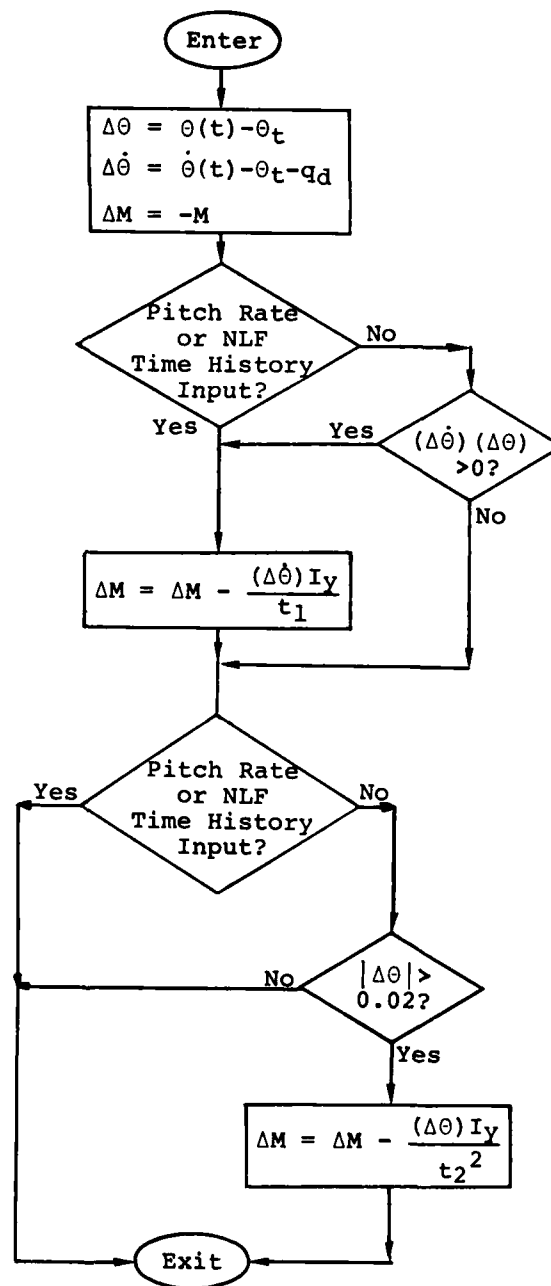 Enter
ΔΘ = Θ(t)-Θt
ΔΘ̇ = Θ̇(t)-Θt-qd
ΔM = -M
Pitch Rate
or NLF
Time History
Input?
No
Yes
Yes
(ΔΘ̇)(ΔΘ)
>0?
No
ΔM = ΔM - (ΔΘ̇)Iy
t1
Pitch Rate
or NLF
Time History
Input?
Yes
No
|ΔΘ|>
0.02?
No
Yes
ΔM = ΔM - (ΔΘ)Iy
t2²
Exit